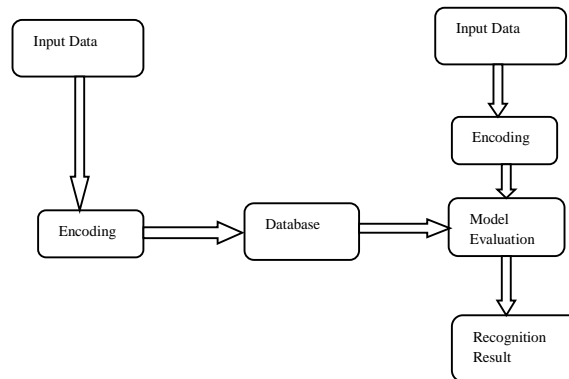 Input Data
Input Data
Encoding
Encoding
Database
Model
Evaluation
Recognition
Result